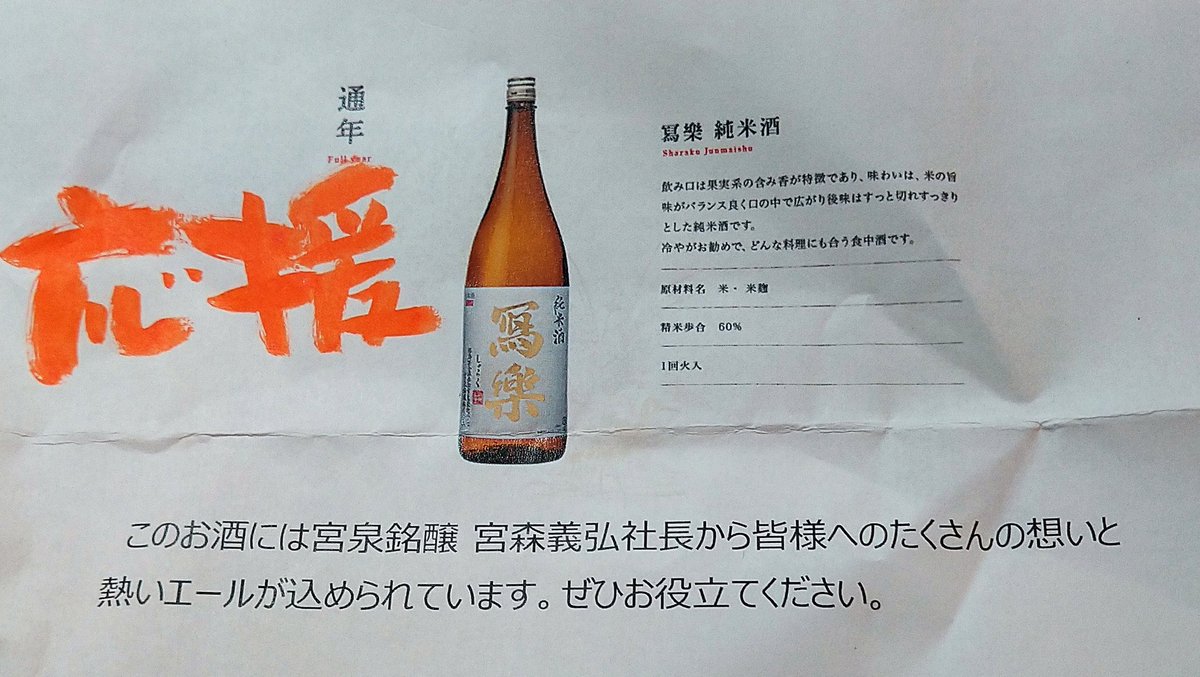 通年
Full year
応援
純米酒
寫樂
しゃらく
寫樂 純米酒
Sharaku Junmaishu
飲み口は果実系の含み香が特徴であり、味わいは、米の旨
味がバランス良く口の中で広がり後味はすっと切れすっきり
とした純米酒です。
冷やがお勧めで、どんな料理にも合う食中酒です。
原材料名 米・米麹
精米歩合 60%
1回火入
このお酒には宮泉銘醸 宮森義弘社長から皆様へのたくさんの想いと
熱いエールが込められています。ぜひお役立てください。